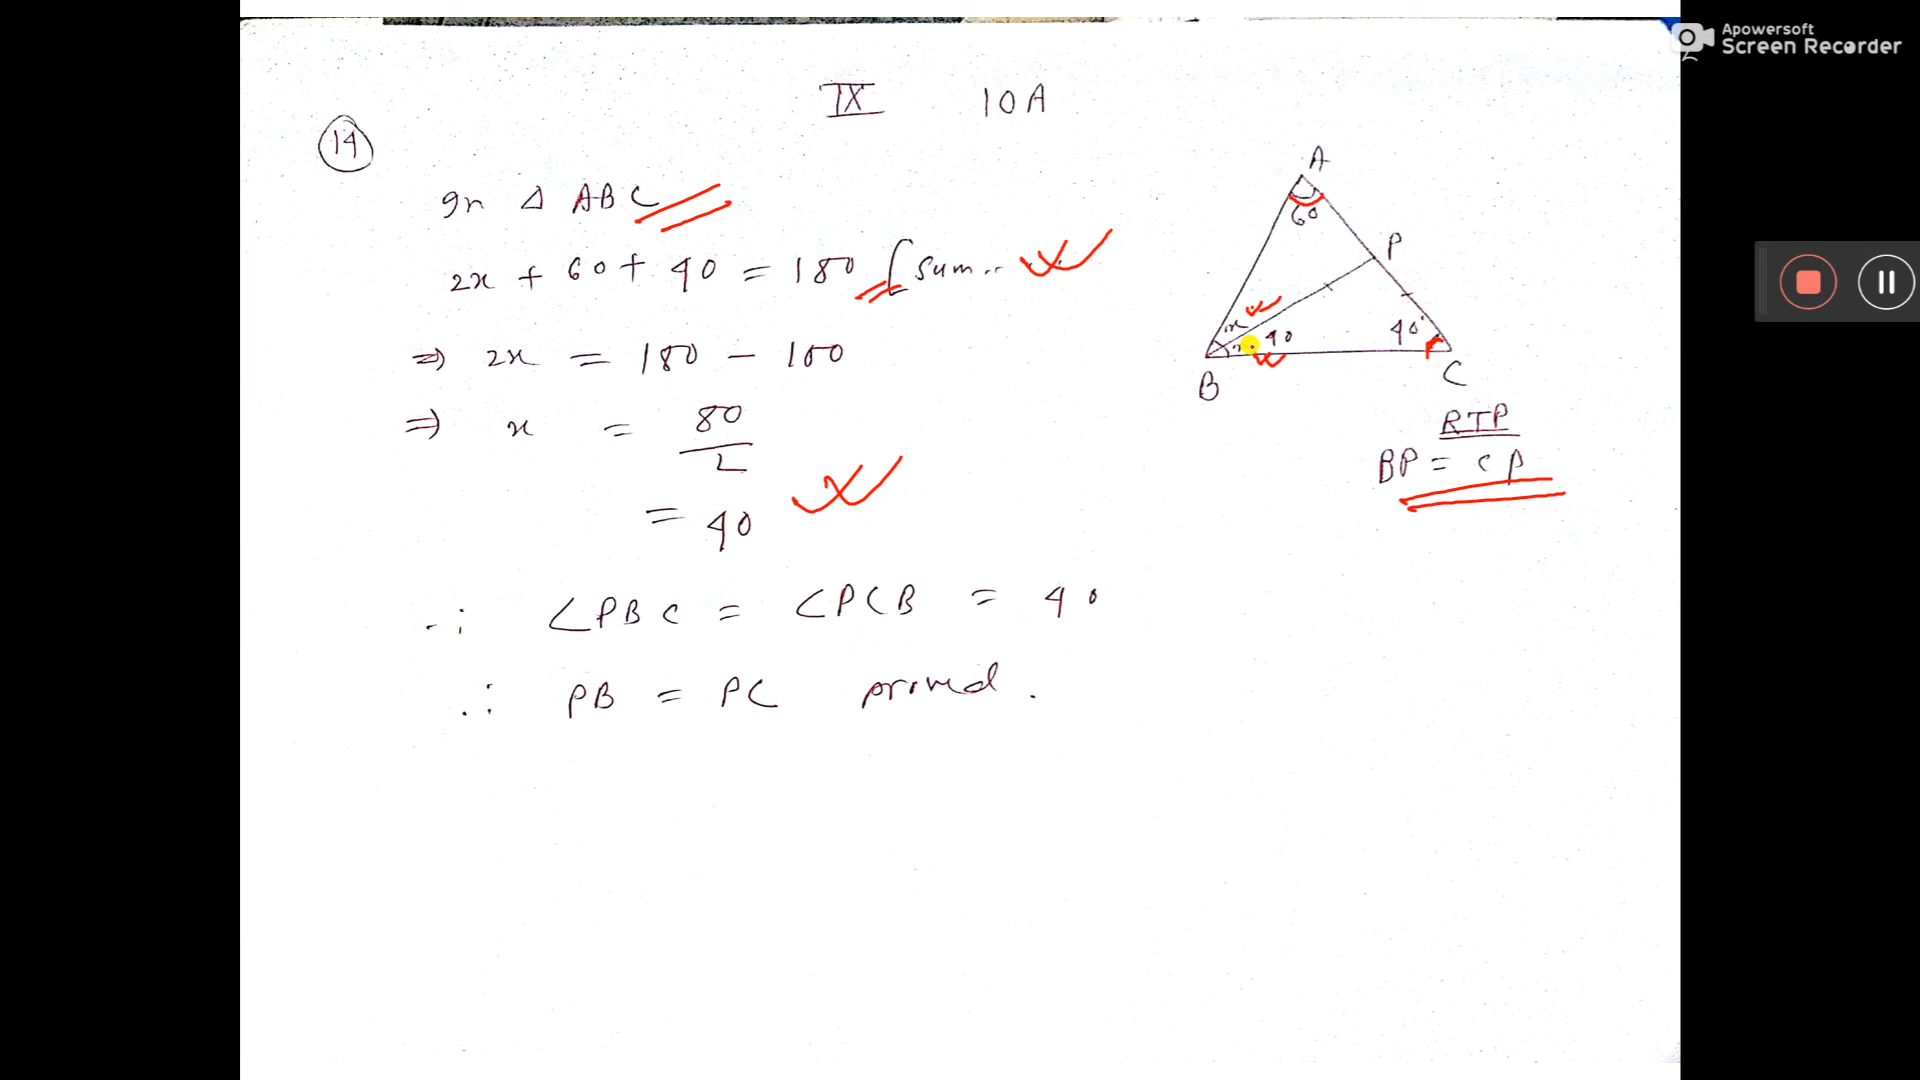 Apowersoft
Screen Recorder
IX 10A
14
In △ ABC
2x + 60 + 40 = 180 [sum..
⇒ 2x = 180 - 100
⇒ x = 80/2
= 40
∴ ∠PBC = ∠PCB = 40
∴ PB = PC proved.
A
60
P
x
x 40
40°
B
C
RTP
BP = CP